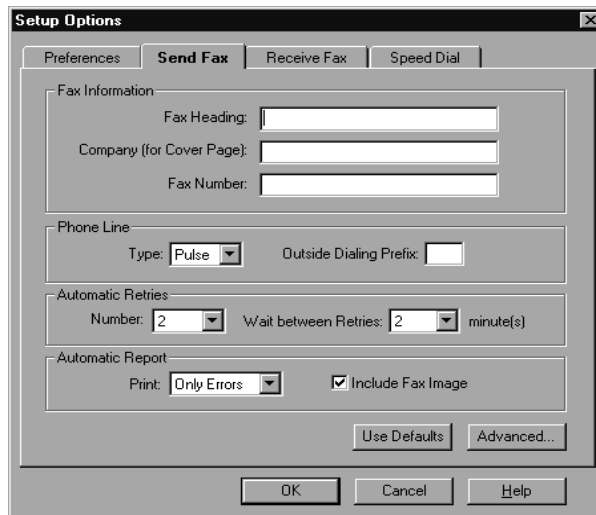 Setup Options
Preferences Send Fax Receive Fax Speed Dial
Fax Information
Fax Heading:
Company (for Cover Page):
Fax Number:
Phone Line
Type: Pulse Outside Dialing Prefix:
Automatic Retries
Number: 2 Wait between Retries: 2 minute(s)
Automatic Report
Print: Only Errors Include Fax Image
Use Defaults Advanced...
OK Cancel Help